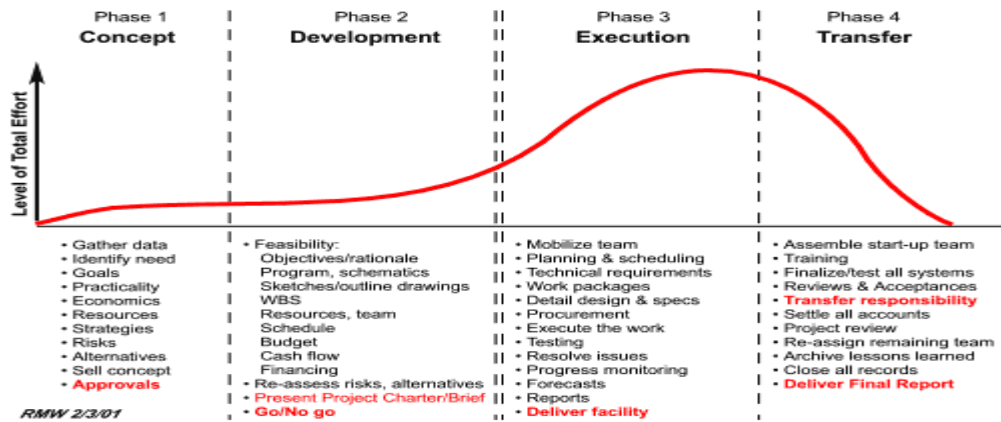 Phase 1
Concept
Phase 2
Development
Phase 3
Execution
Phase 4
Transfer
Level of Total Effort
• Gather data
• Identify need
• Goals
• Practicality
• Economics
• Resources
• Strategies
• Risks
• Alternatives
• Sell concept
• Approvals
• Feasibility:
Objectives/rationale
Program, schematics
Sketches/outline drawings
WBS
Resources, team
Schedule
Budget
Cash flow
Financing
• Re-assess risks, alternatives
• Present Project Charter/Brief
• Go/No go
• Mobilize team
• Planning & scheduling
• Technical requirements
• Work packages
• Detail design & specs
• Procurement
• Execute the work
• Testing
• Resolve issues
• Progress monitoring
• Forecasts
• Reports
• Deliver facility
• Assemble start-up team
• Training
• Finalize/test all systems
• Reviews & Acceptances
• Transfer responsibility
• Settle all accounts
• Project review
• Re-assign remaining team
• Archive lessons learned
• Close all records
• Deliver Final Report
RMW 2/3/01